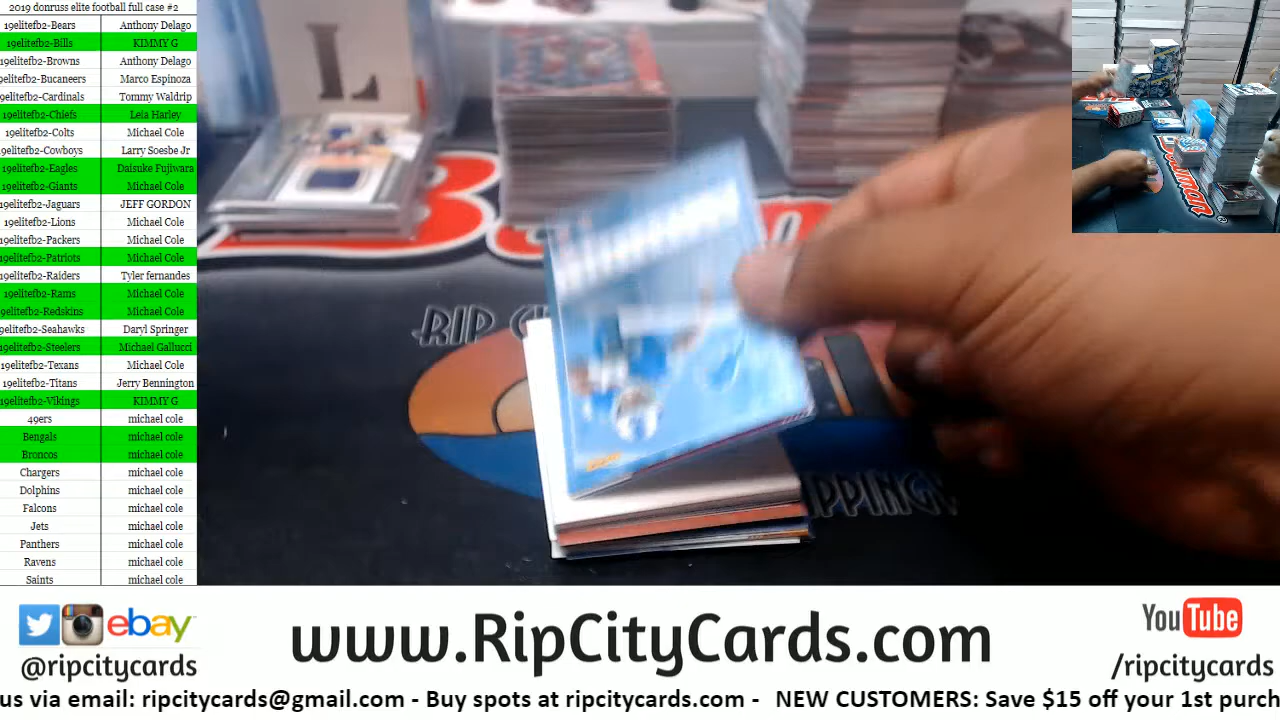 2019 donruss elite football full case #2
19elitefb2-Bears Anthony Delago
19elitefb2-Bills KIMMY G
19elitefb2-Browns Anthony Delago
9elitefb2-Bucaneers Marco Espinoza
9elitefb2-Cardinals Tommy Waldrip
19elitefb2-Chiefs Leia Harley
19elitefb2-Colts Michael Cole
9elitefb2-Cowboys Larry Soesbe Jr
19elitefb2-Eagles Daisuke Fujiwara
19elitefb2-Giants Michael Cole
19elitefb2-Jaguars JEFF GORDON
19elitefb2-Lions Michael Cole
19elitefb2-Packers Michael Cole
19elitefb2-Patriots Michael Cole
19elitefb2-Raiders Tyler fernandes
19elitefb2-Rams Michael Cole
9elitefb2-Redskins Michael Cole
9elitefb2-Seahawks Daryl Springer
19elitefb2-Steelers Michael Gallucci
19elitefb2-Texans Michael Cole
19elitefb2-Titans Jerry Bennington
19elitefb2-Vikings KIMMY G
49ers michael cole
Bengals michael cole
Broncos michael cole
Chargers michael cole
Dolphins michael cole
Falcons michael cole
Jets michael cole
Panthers michael cole
Ravens michael cole
Saints michael cole
L
RIP
RIPPING
ebay
@ripcitycards
www.RipCityCards.com
YouTube
/ripcitycards
us via email: ripcitycards@gmail.com - Buy spots at ripcitycards.com - NEW CUSTOMERS: Save $15 off your 1st purch